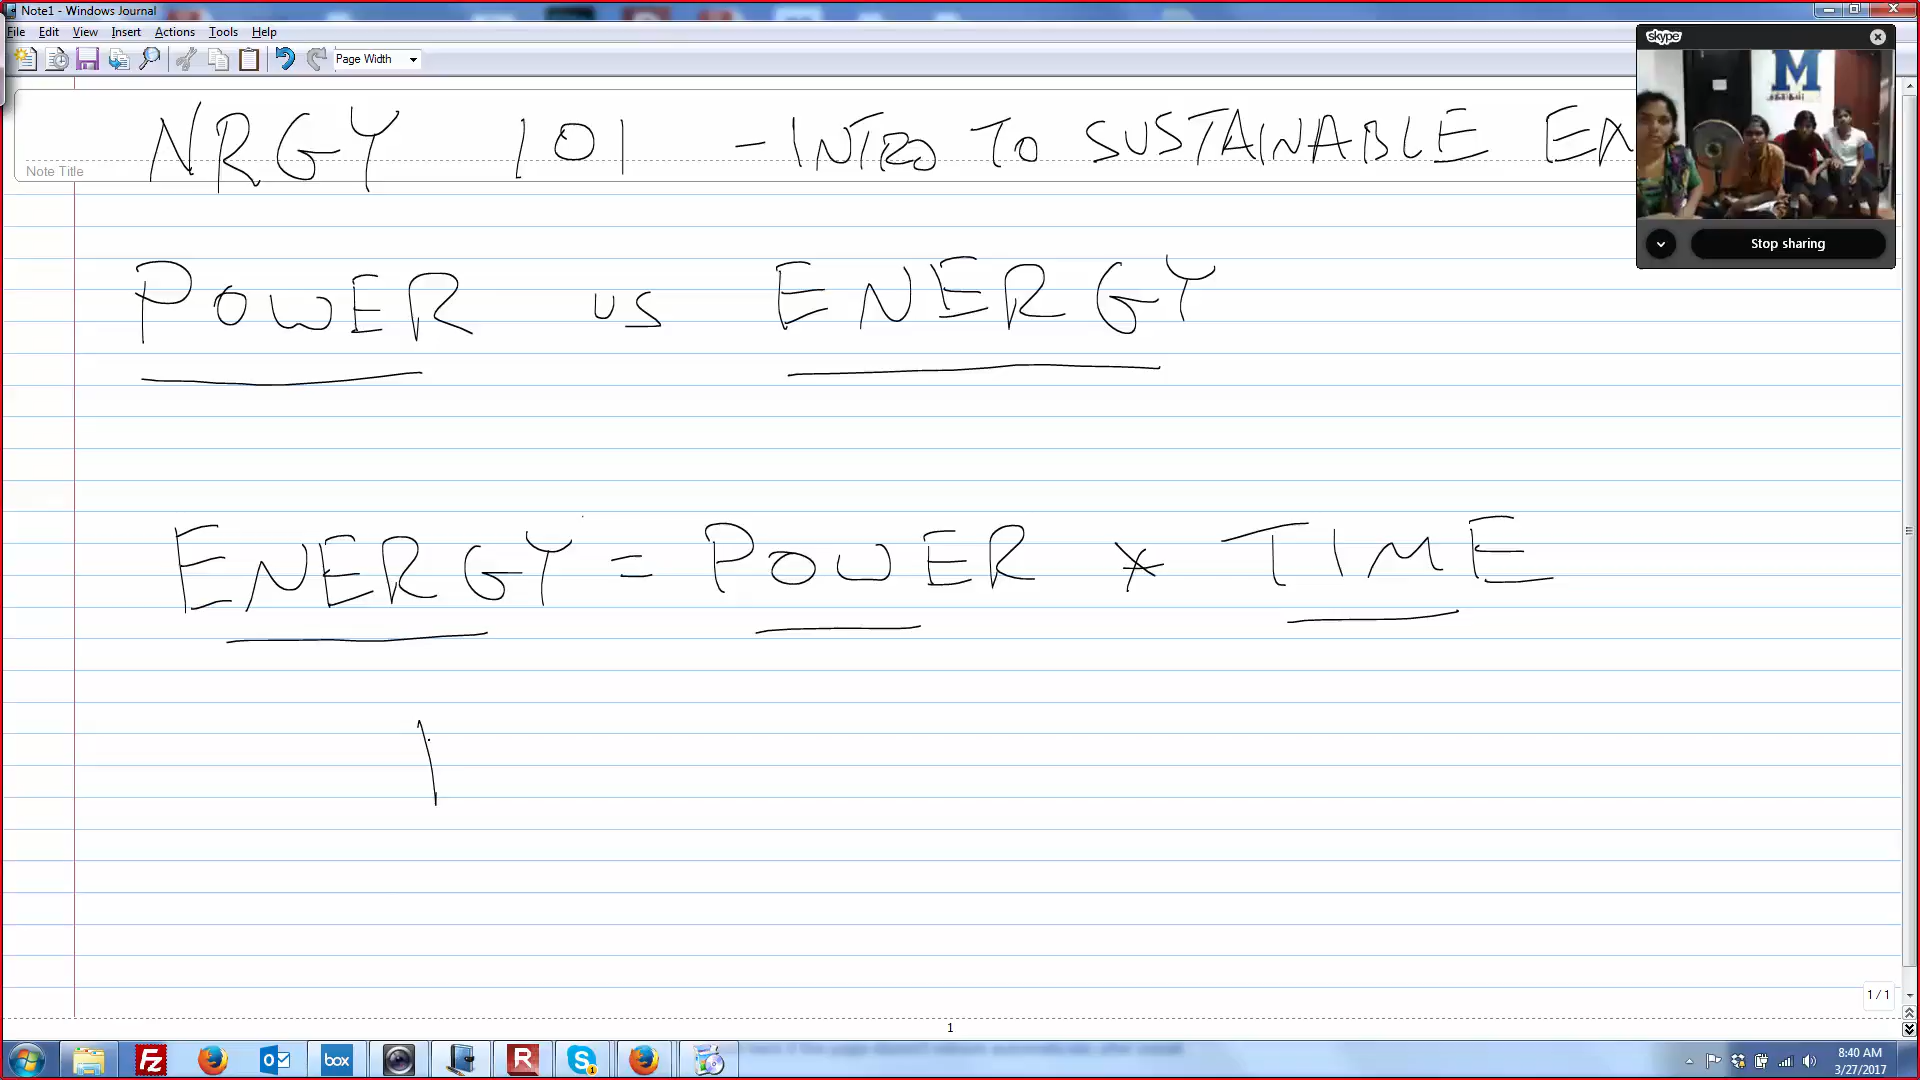 Note1 - Windows Journal
File Edit View Insert Actions Tools Help
Page Width
skype
M
Stop sharing
NRGY 101 - INTRO TO SUSTAINABLE EN
Note Title
POWER vs ENERGY
ENERGY = POWER * TIME
1 / 1
1
Fz
box
R
8:40 AM
3/27/2017